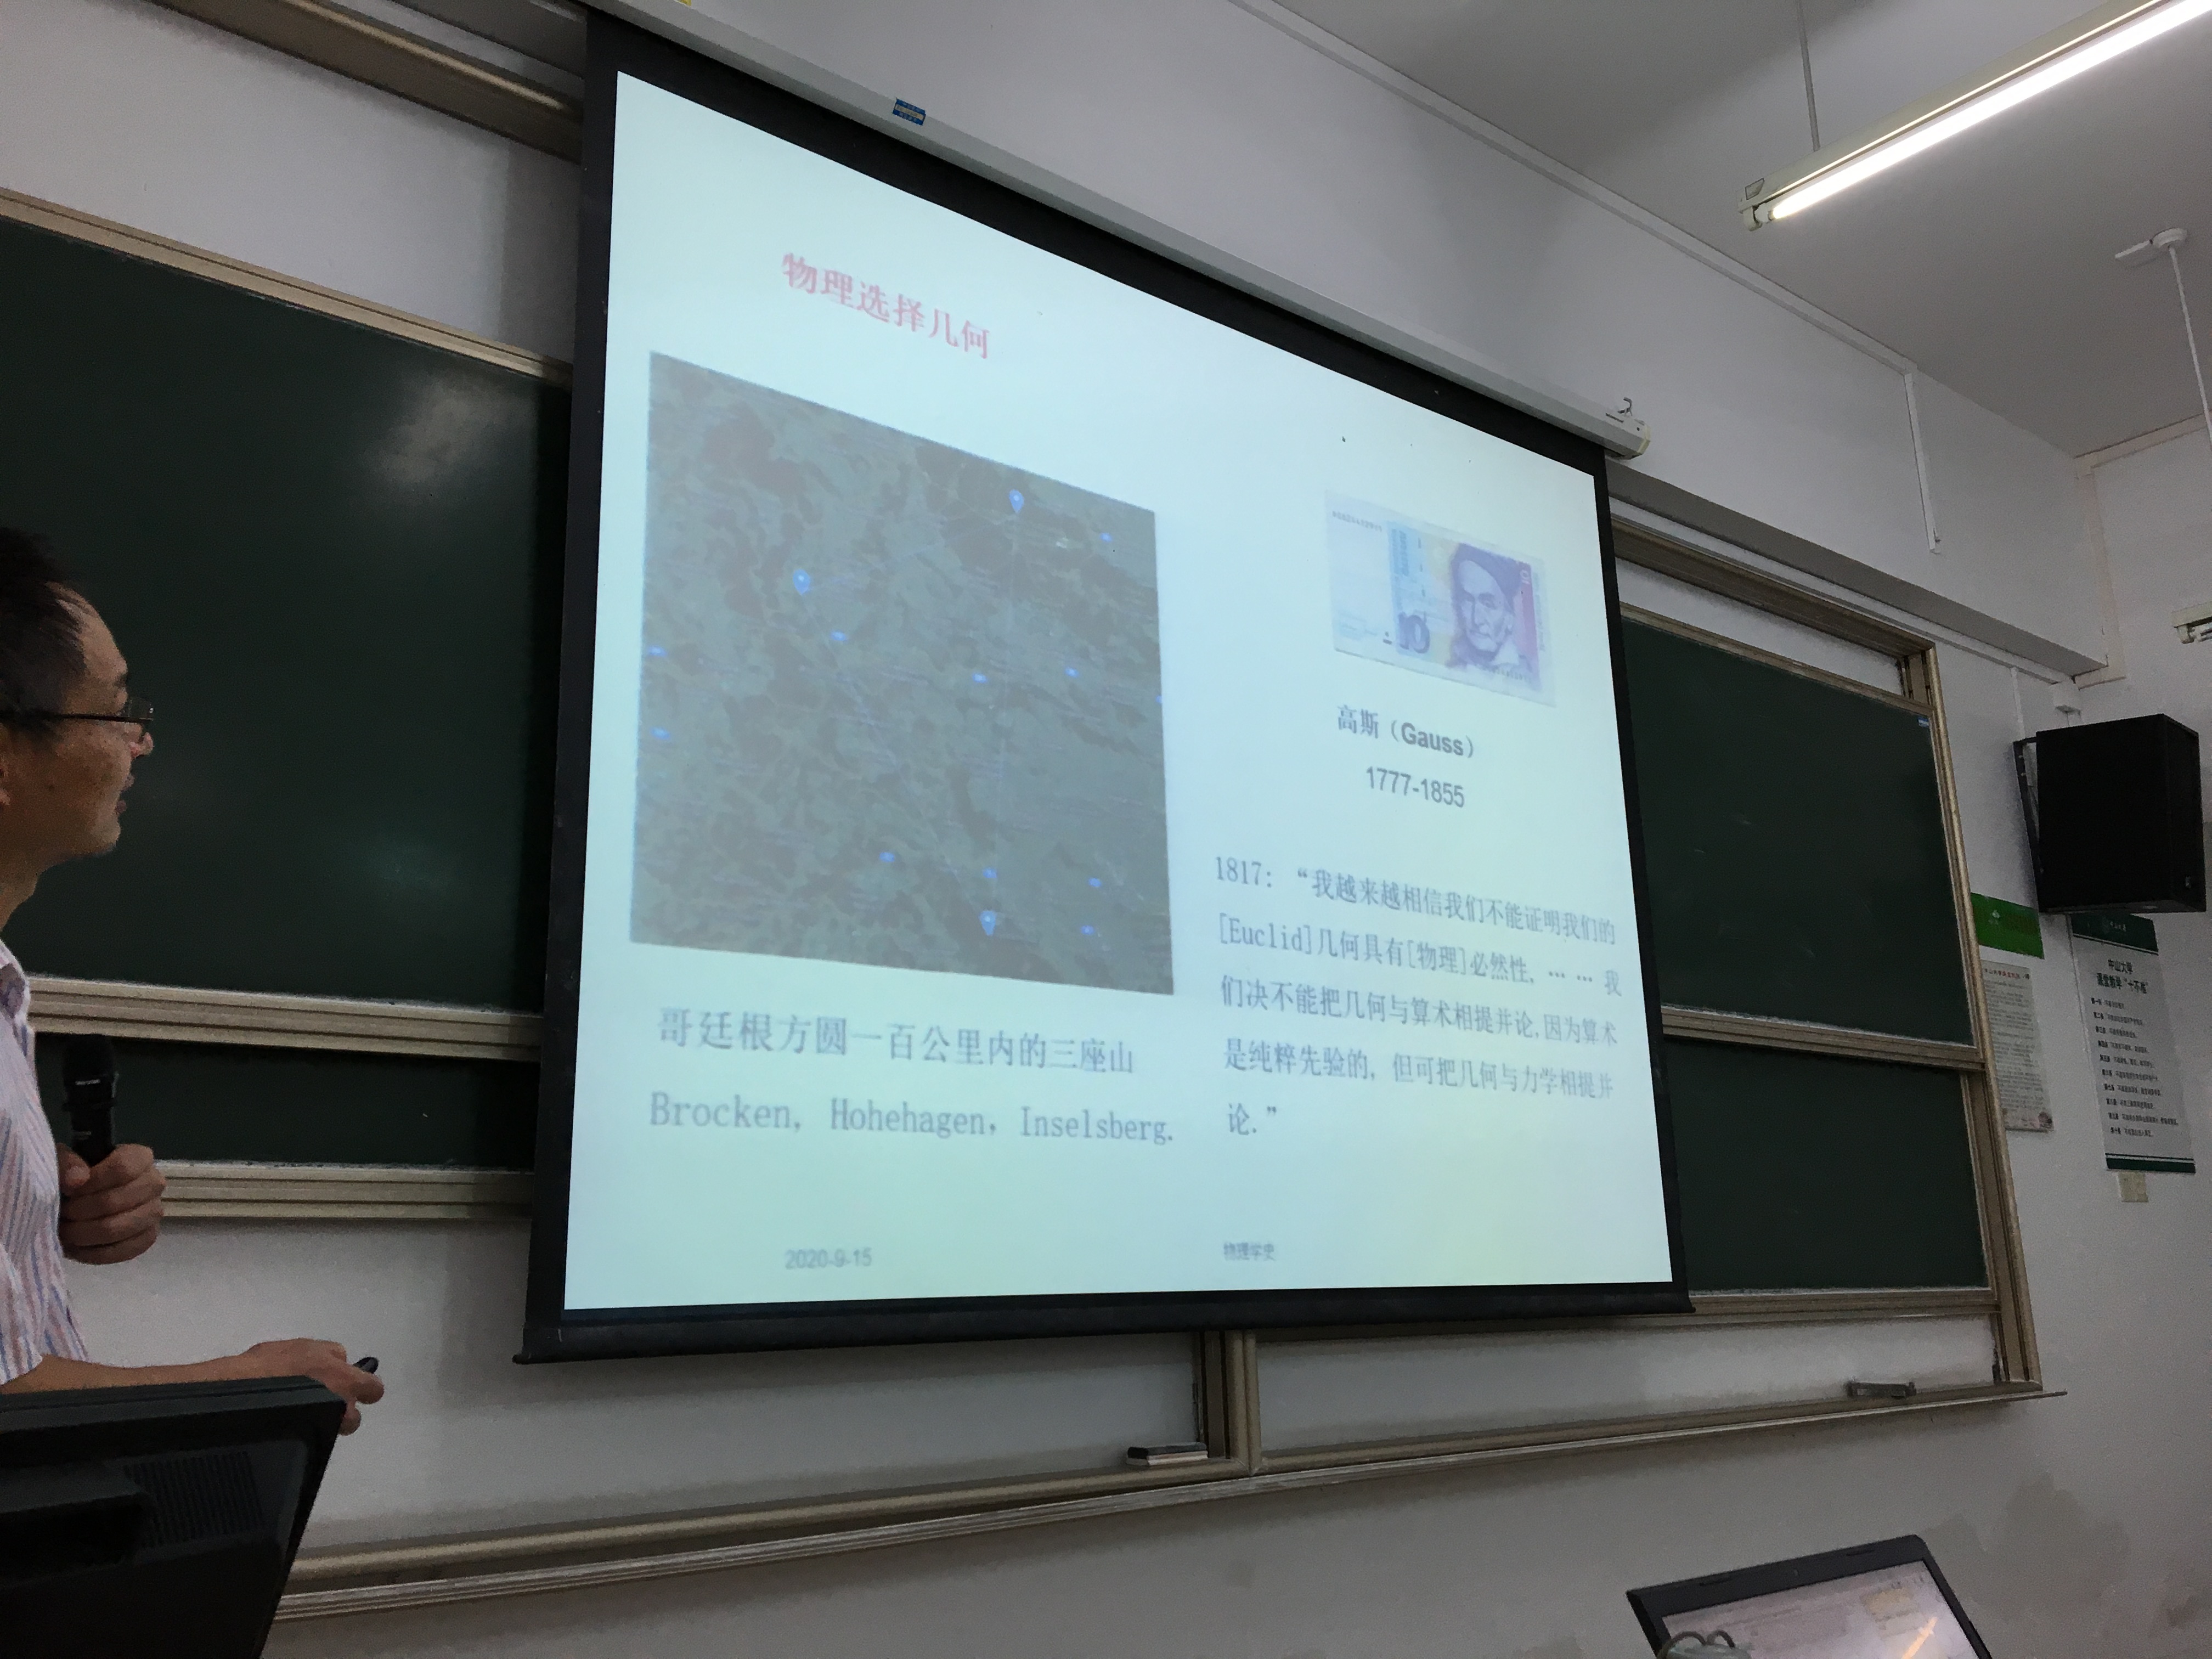 物理选择几何
10
高斯（Gauss）
1777-1855
1817: “我越来越相信我们不能证明我们的
[Euclid]几何具有[物理]必然性, … … 我
们决不能把几何与算术相提并论,因为算术
是纯粹先验的, 但可把几何与力学相提并
论.”
哥廷根方圆一百公里内的三座山
Brocken, Hohehagen, Inselsberg.
2020-9-15
物理学史
中山大学
课堂教学“十不准”